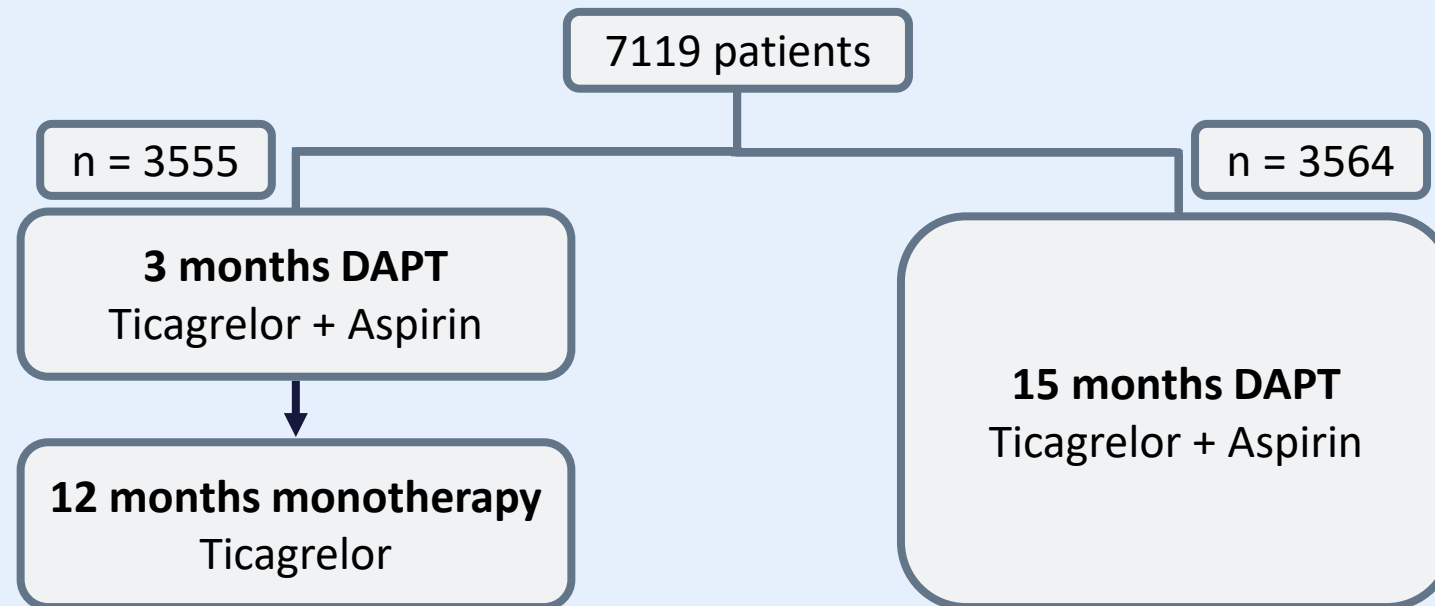 7119 patients
n = 3555
n = 3564
3 months DAPT
Ticagrelor + Aspirin
12 months monotherapy
Ticagrelor
15 months DAPT
Ticagrelor + Aspirin